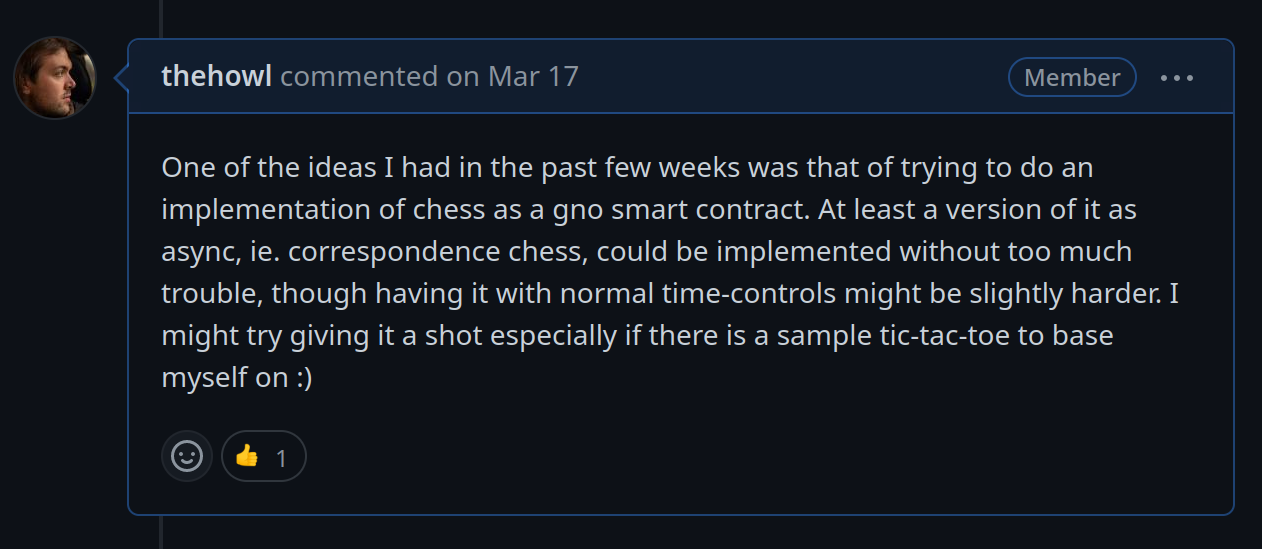 thehowl commented on Mar 17
Member
One of the ideas I had in the past few weeks was that of trying to do an
implementation of chess as a gno smart contract. At least a version of it as
async, ie. correspondence chess, could be implemented without too much
trouble, though having it with normal time-controls might be slightly harder. I
might try giving it a shot especially if there is a sample tic-tac-toe to base
myself on :)
👍 1